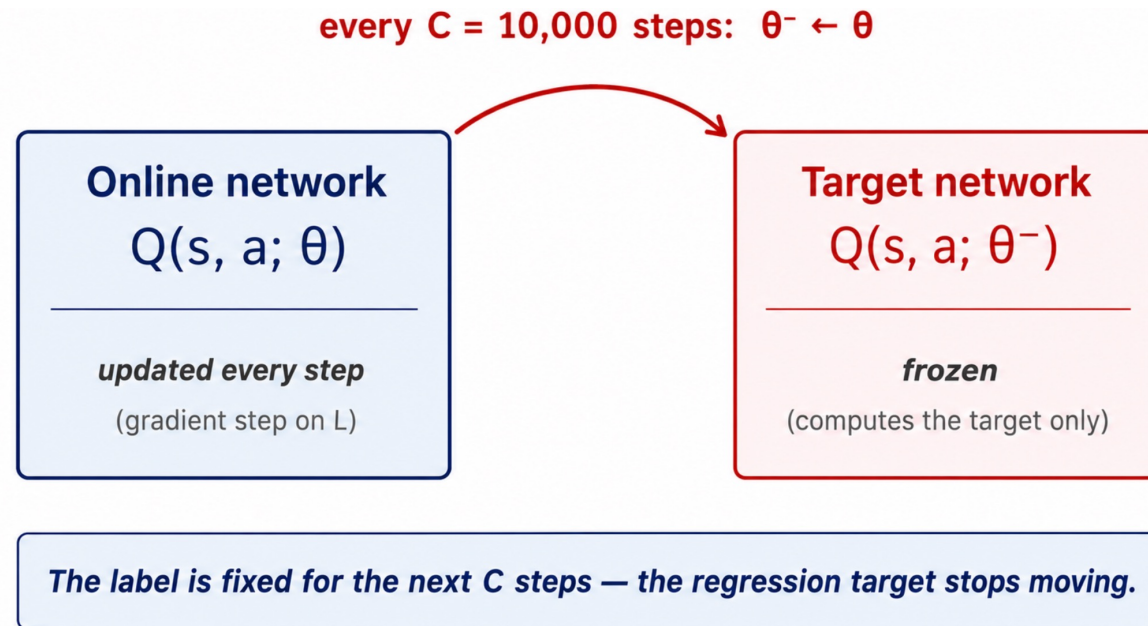 every C = 10,000 steps: θ⁻ ← θ
Online network
Q(s, a; θ)
updated every step
(gradient step on L)
Target network
Q(s, a; θ⁻)
frozen
(computes the target only)
The label is fixed for the next C steps — the regression target stops moving.